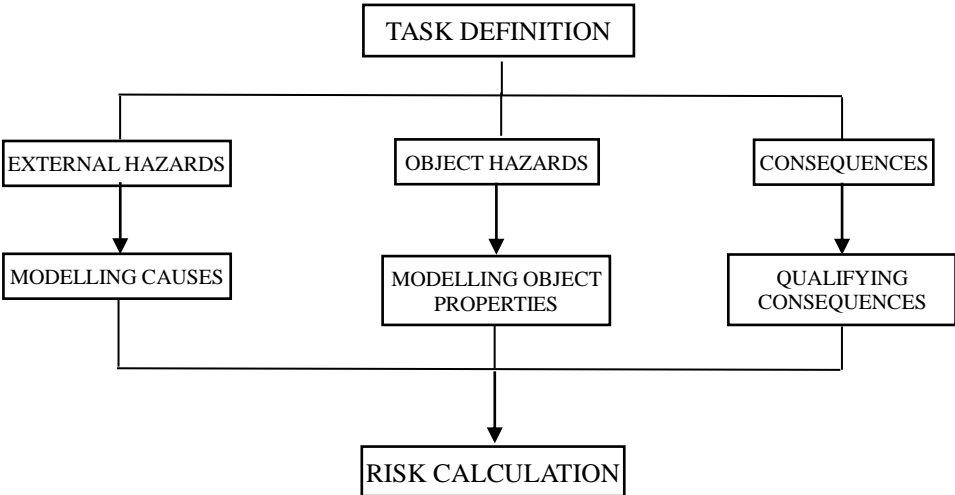 TASK DEFINITION
EXTERNAL HAZARDS
OBJECT HAZARDS
CONSEQUENCES
MODELLING CAUSES
MODELLING OBJECT
PROPERTIES
QUALIFYING
CONSEQUENCES
RISK CALCULATION